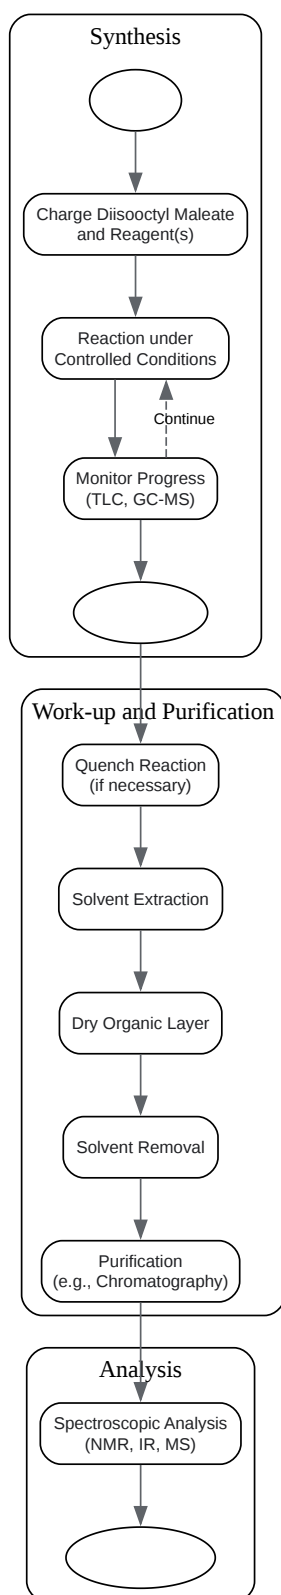 Synthesis
Charge Diisooctyl Maleate
and Reagent(s)
Reaction under
Controlled Conditions
Continue
Monitor Progress
(TLC, GC-MS)
Work-up and Purification
Quench Reaction
(if necessary)
Solvent Extraction
Dry Organic Layer
Solvent Removal
Purification
(e.g., Chromatography)
Analysis
Spectroscopic Analysis
(NMR, IR, MS)